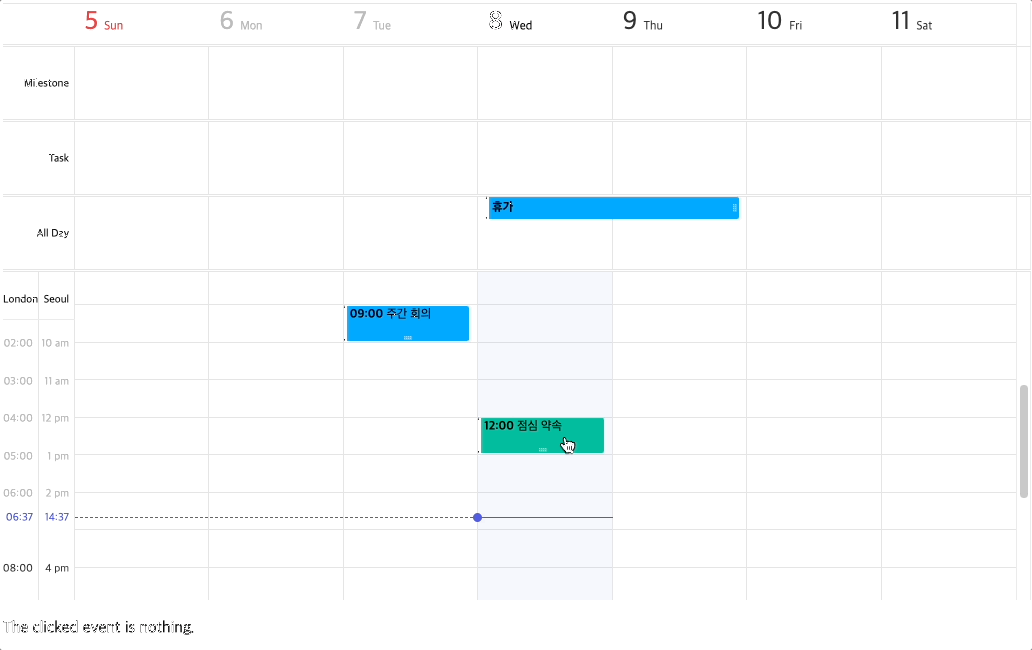 5 Sun 6 Mon 7 Tue 8 Wed 9 Thu 10 Fri 11 Sat
Milestone
Task
휴가
All Day
London Seoul
09:00 주간 회의
02:00 10 am
03:00 11 am
04:00 12 pm
12:00 점심 약속
05:00 1 pm
06:00 2 pm
06:37 14:37
08:00 4 pm
The clicked event is nothing.